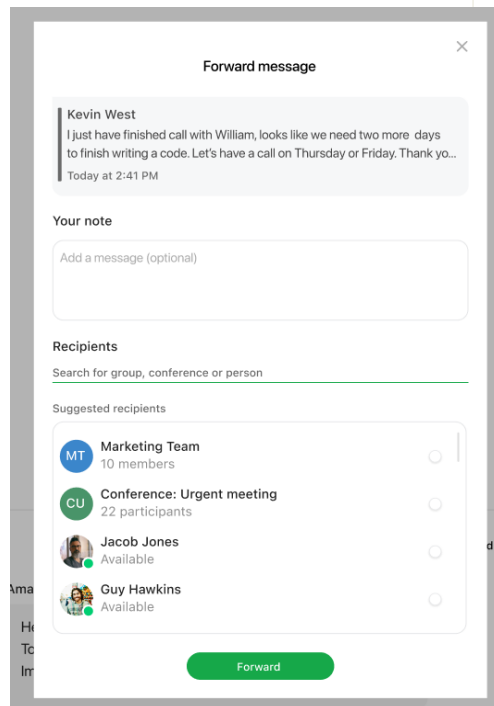 Forward message
Kevin West
I just have finished call with William, looks like we need two more days
to finish writing a code. Let's have a call on Thursday or Friday. Thank yo...
Today at 2:41 PM
Your note
Add a message (optional)
Recipients
Search for group, conference or person
Suggested recipients
MT
Marketing Team
10 members
CU
Conference: Urgent meeting
22 participants
Jacob Jones
Available
Guy Hawkins
Available
Forward